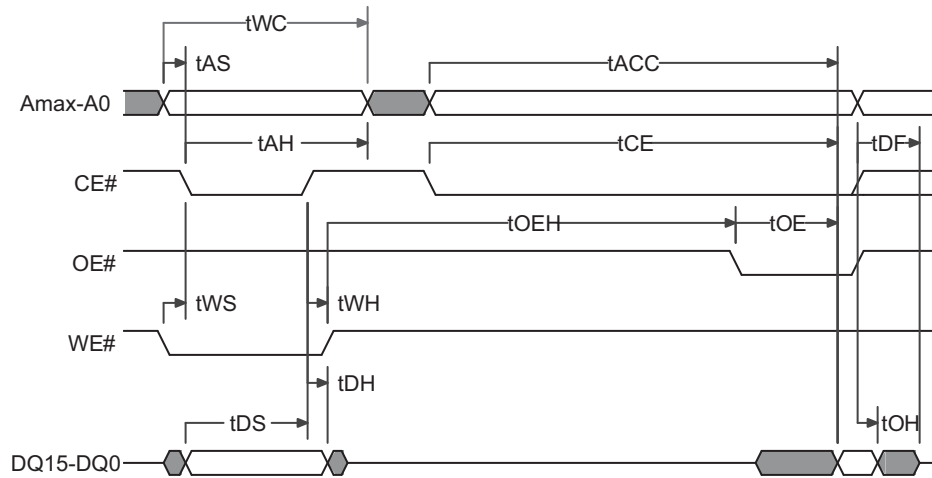 tWC
tAS
tACC
Amax-A0
tAH
tCE
tDF
CE#
tOEH
tOE
OE#
tWS
tWH
WE#
tDH
tDS
tOH
DQ15-DQ0